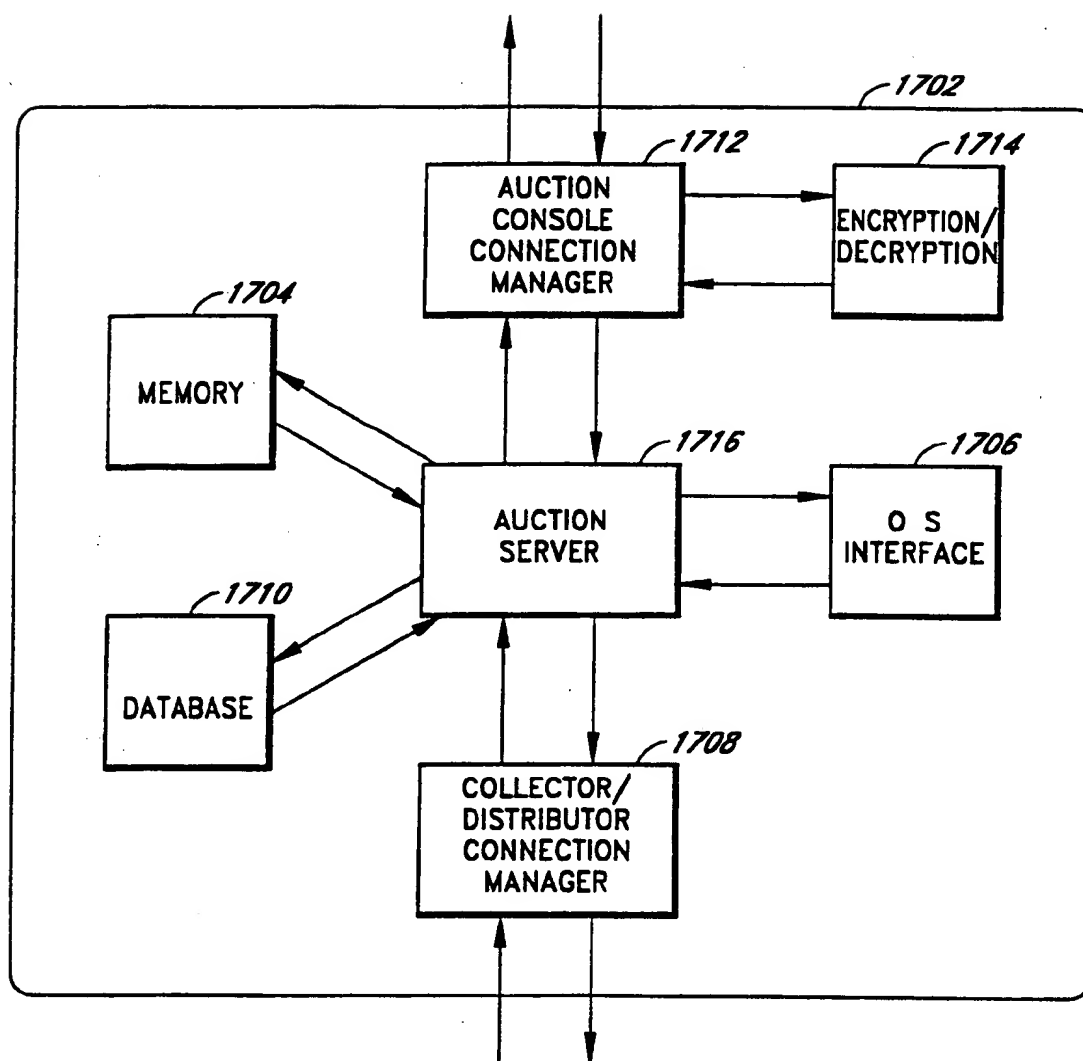 1702
1712
AUCTION
CONSOLE
CONNECTION
MANAGER
1714
ENCRYPTION/
DECRYPTION
1704
MEMORY
1716
AUCTION
SERVER
1706
O S
INTERFACE
1710
DATABASE
1708
COLLECTOR/
DISTRIBUTOR
CONNECTION
MANAGER